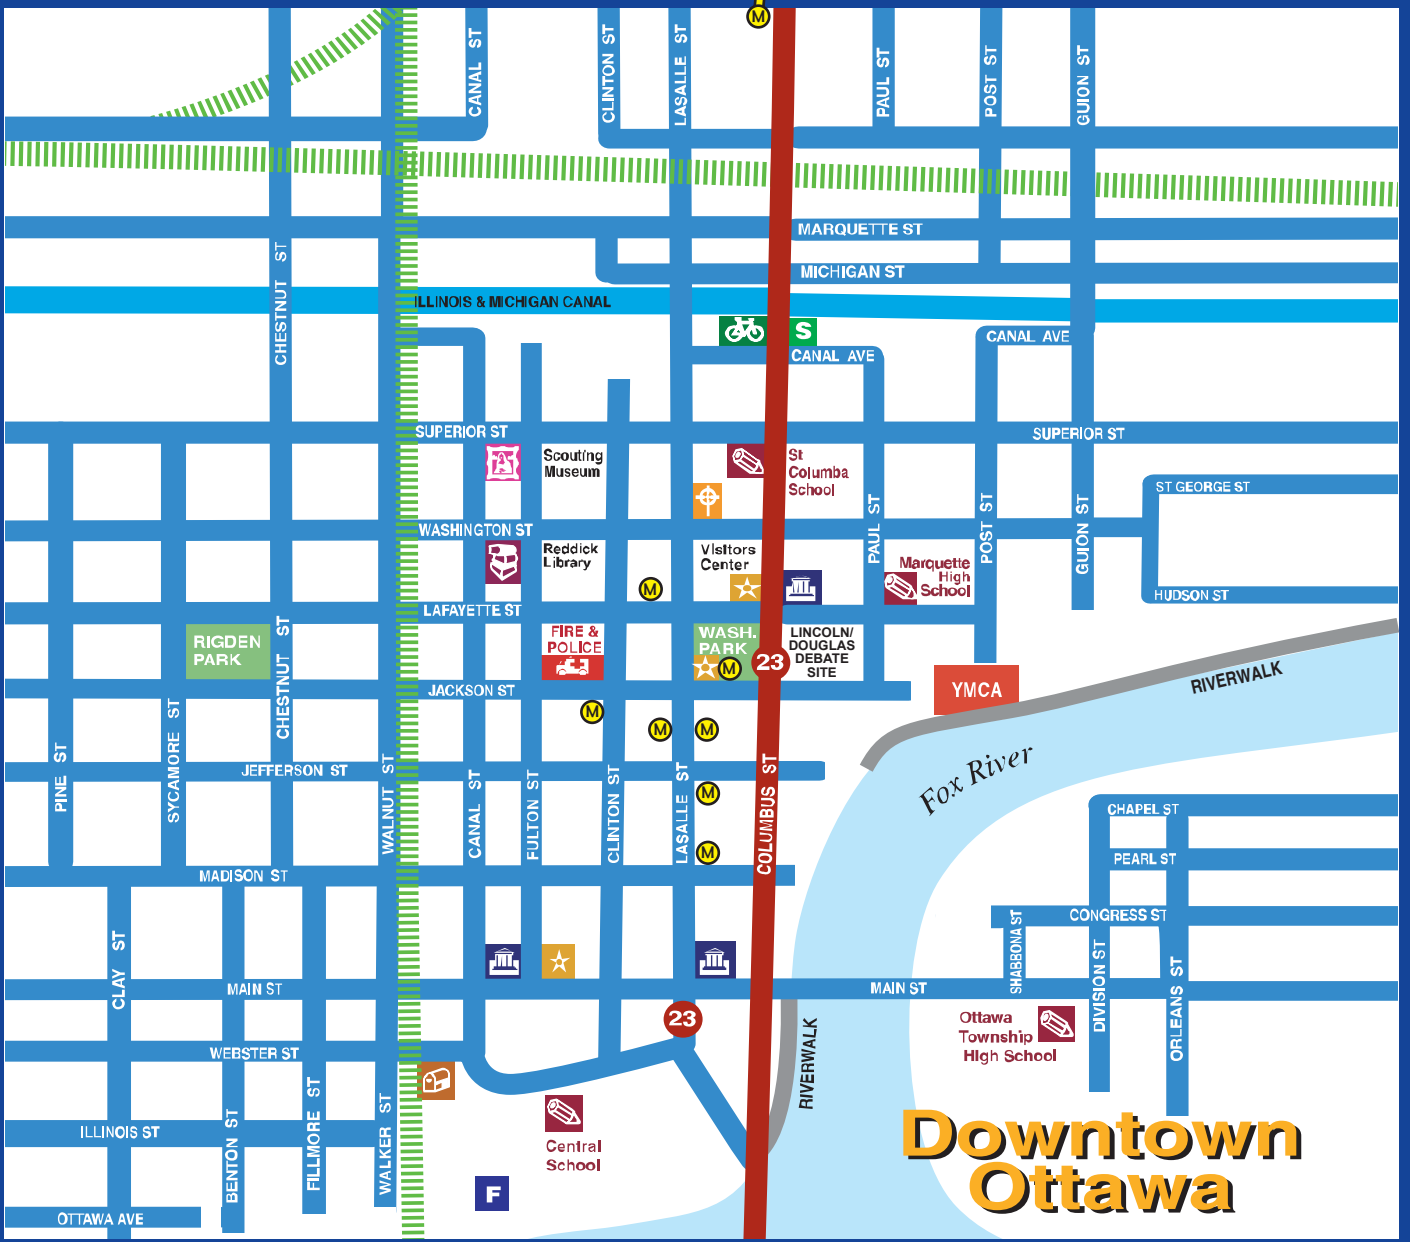 M
CANAL ST
CLINTON ST
LASALLE ST
PAUL ST
POST ST
GUION ST
MARQUETTE ST
CHESTNUT ST
MICHIGAN ST
ILLINOIS & MICHIGAN CANAL
S
CANAL AVE
CANAL AVE
SUPERIOR ST
SUPERIOR ST
Scouting
Museum
St
Columba
School
ST GEORGE ST
WASHINGTON ST
PAUL ST
POST ST
GUION ST
Reddick
Library
Visitors
Center
Marquette
High
School
M
HUDSON ST
LAFAYETTE ST
RIGDEN
PARK
CHESTNUT ST
FIRE &
POLICE
WASH.
PARK
M
23
LINCOLN/
DOUGLAS
DEBATE
SITE
YMCA
RIVERWALK
JACKSON ST
M
M
M
PINE ST
SYCAMORE ST
JEFFERSON ST
WALNUT ST
CANAL ST
FULTON ST
CLINTON ST
LASALLE ST
COLUMBUS ST
M
M
Fox River
CHAPEL ST
PEARL ST
MADISON ST
CONGRESS ST
CLAY ST
SHABBONA ST
DIVISION ST
ORLEANS ST
MAIN ST
MAIN ST
23
Ottawa
Township
High School
RIVERWALK
WEBSTER ST
BENTON ST
FILLMORE ST
WALKER ST
ILLINOIS ST
Central
School
F
OTTAWA AVE
Downtown
Ottawa